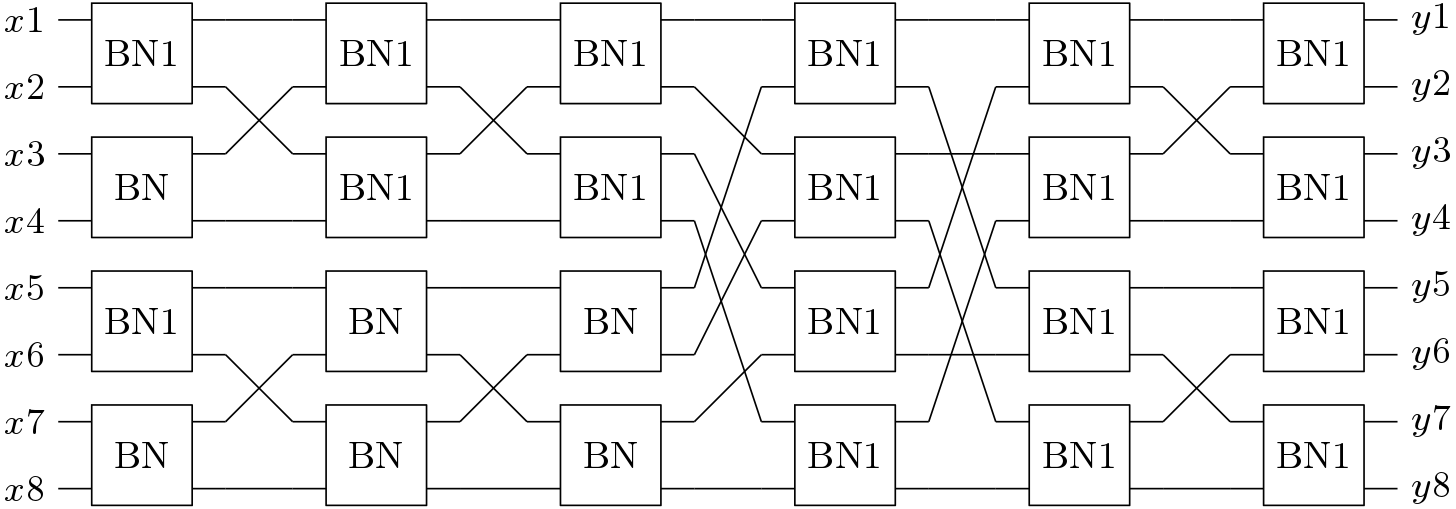 x1 BN1 BN1 BN1 BN1 BN1 BN1 y1
x2 y2
x3 BN BN1 BN1 BN1 BN1 BN1 y3
x4 y4
x5 BN1 BN BN BN1 BN1 BN1 y5
x6 y6
x7 BN BN BN BN1 BN1 BN1 y7
x8 y8